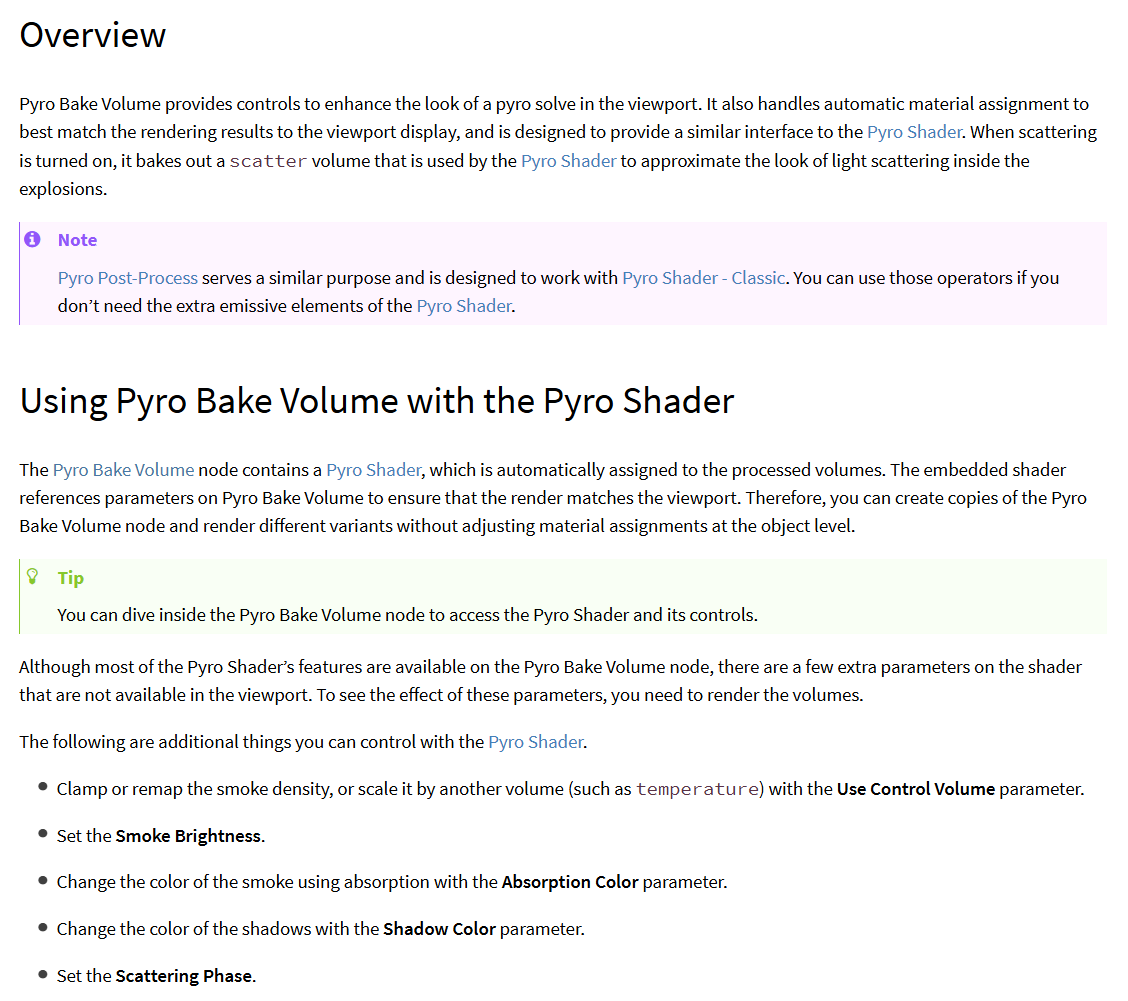 Overview
Pyro Bake Volume provides controls to enhance the look of a pyro solve in the viewport. It also handles automatic material assignment to
best match the rendering results to the viewport display, and is designed to provide a similar interface to the Pyro Shader. When scattering
is turned on, it bakes out a scatter volume that is used by the Pyro Shader to approximate the look of light scattering inside the
explosions.
Note
Pyro Post-Process serves a similar purpose and is designed to work with Pyro Shader - Classic. You can use those operators if you
don’t need the extra emissive elements of the Pyro Shader.
Using Pyro Bake Volume with the Pyro Shader
The Pyro Bake Volume node contains a Pyro Shader, which is automatically assigned to the processed volumes. The embedded shader
references parameters on Pyro Bake Volume to ensure that the render matches the viewport. Therefore, you can create copies of the Pyro
Bake Volume node and render different variants without adjusting material assignments at the object level.
Tip
You can dive inside the Pyro Bake Volume node to access the Pyro Shader and its controls.
Although most of the Pyro Shader’s features are available on the Pyro Bake Volume node, there are a few extra parameters on the shader
that are not available in the viewport. To see the effect of these parameters, you need to render the volumes.
The following are additional things you can control with the Pyro Shader.
• Clamp or remap the smoke density, or scale it by another volume (such as temperature) with the Use Control Volume parameter.
• Set the Smoke Brightness.
• Change the color of the smoke using absorption with the Absorption Color parameter.
• Change the color of the shadows with the Shadow Color parameter.
• Set the Scattering Phase.